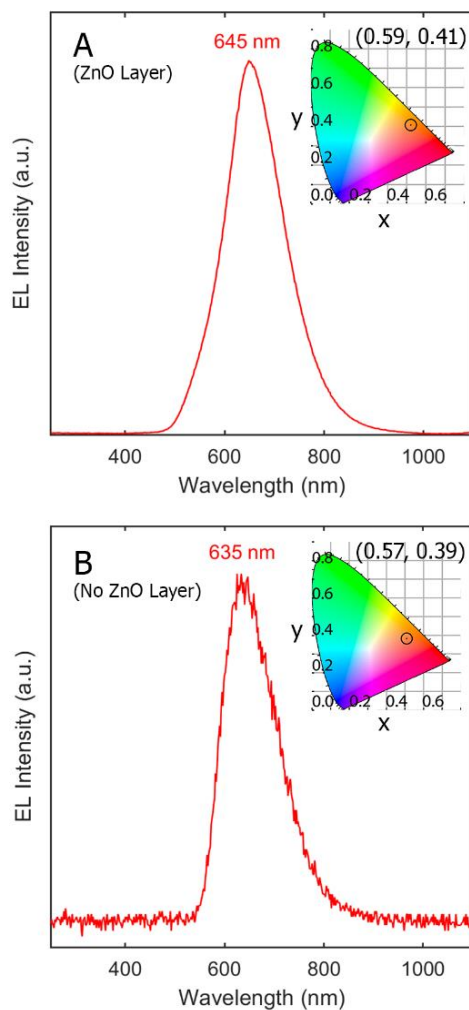 A
(ZnO Layer)
645 nm
(0.59, 0.41)
0.8
0.6
y 0.4
0.2
0.0 0.2 0.4 0.6
x
EL Intensity (a.u.)
400 600 800 1000
Wavelength (nm)
B
(No ZnO Layer)
635 nm
(0.57, 0.39)
0.8
0.6
y 0.4
0.2
0.0 0.2 0.4 0.6
x
EL Intensity (a.u.)
400 600 800 1000
Wavelength (nm)